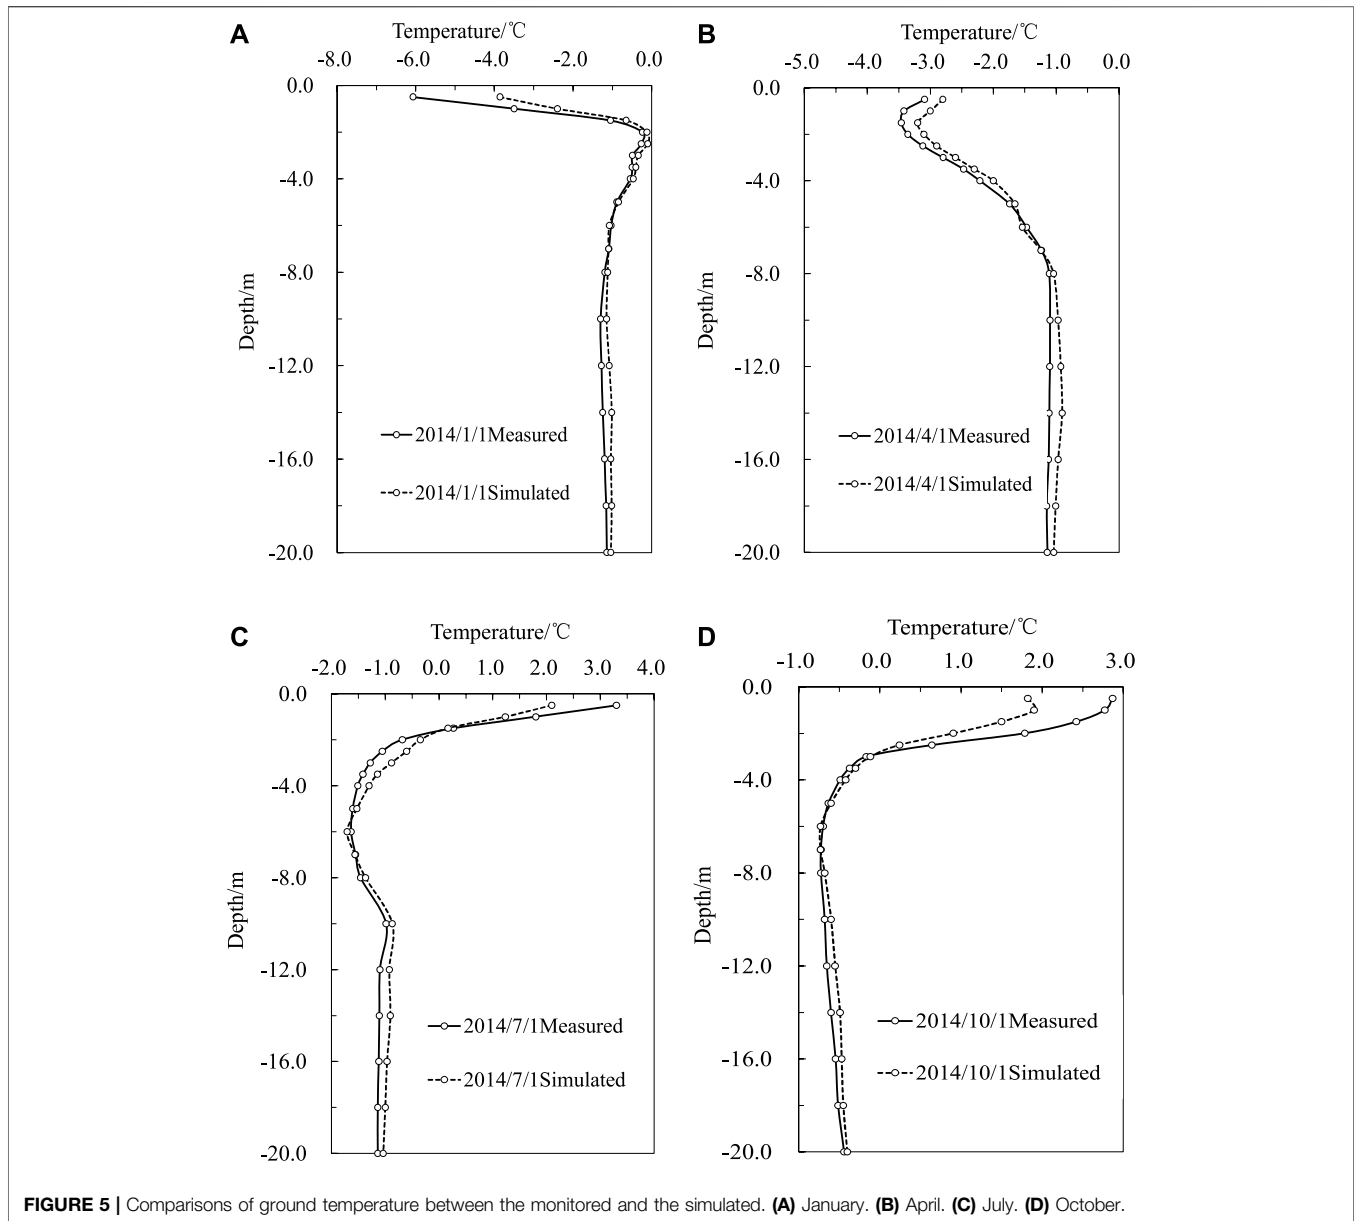 A
Temperature/℃
-8.0 -6.0 -4.0 -2.0 0.0
0.0
-4.0
-8.0
-12.0
-16.0
-20.0
Depth/m
2014/1/1Measured
2014/1/1Simulated
B
Temperature/℃
-5.0 -4.0 -3.0 -2.0 -1.0 0.0
0.0
-4.0
-8.0
-12.0
-16.0
-20.0
Depth/m
2014/4/1Measured
2014/4/1Simulated
C
Temperature/℃
-2.0 -1.0 0.0 1.0 2.0 3.0 4.0
0.0
-4.0
-8.0
-12.0
-16.0
-20.0
Depth/m
2014/7/1Measured
2014/7/1Simulated
D
Temperature/℃
-1.0 0.0 1.0 2.0 3.0
0.0
-4.0
-8.0
-12.0
-16.0
-20.0
Depth/m
2014/10/1Measured
2014/10/1Simulated
FIGURE 5 | Comparisons of ground temperature between the monitored and the simulated. (A) January. (B) April. (C) July. (D) October.